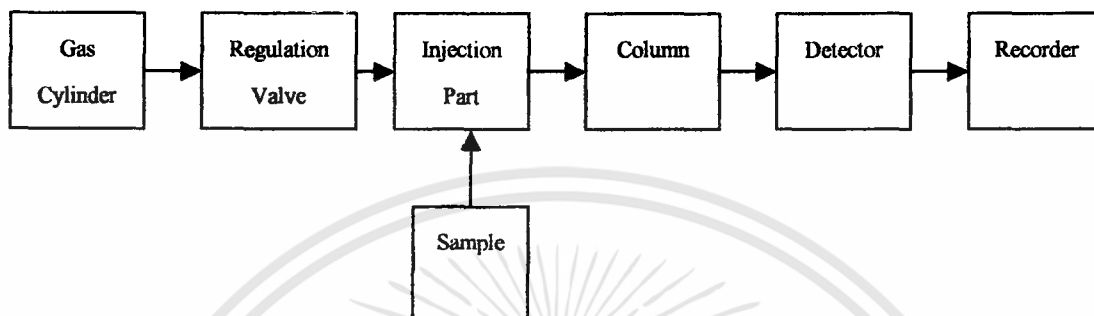 Gas
Cylinder
Regulation
Valve
Injection
Part
Column
Detector
Recorder
Sample